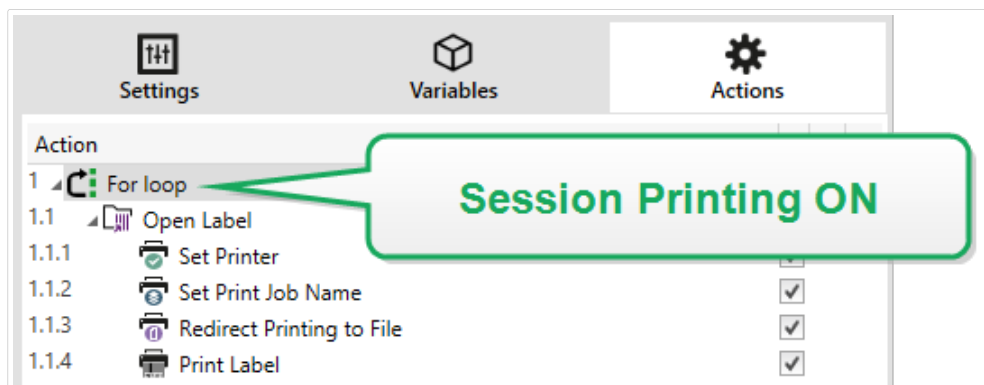 Settings Variables Actions
Action
1 For loop
Session Printing ON
1.1 Open Label
1.1.1 Set Printer
1.1.2 Set Print Job Name
1.1.3 Redirect Printing to File
1.1.4 Print Label